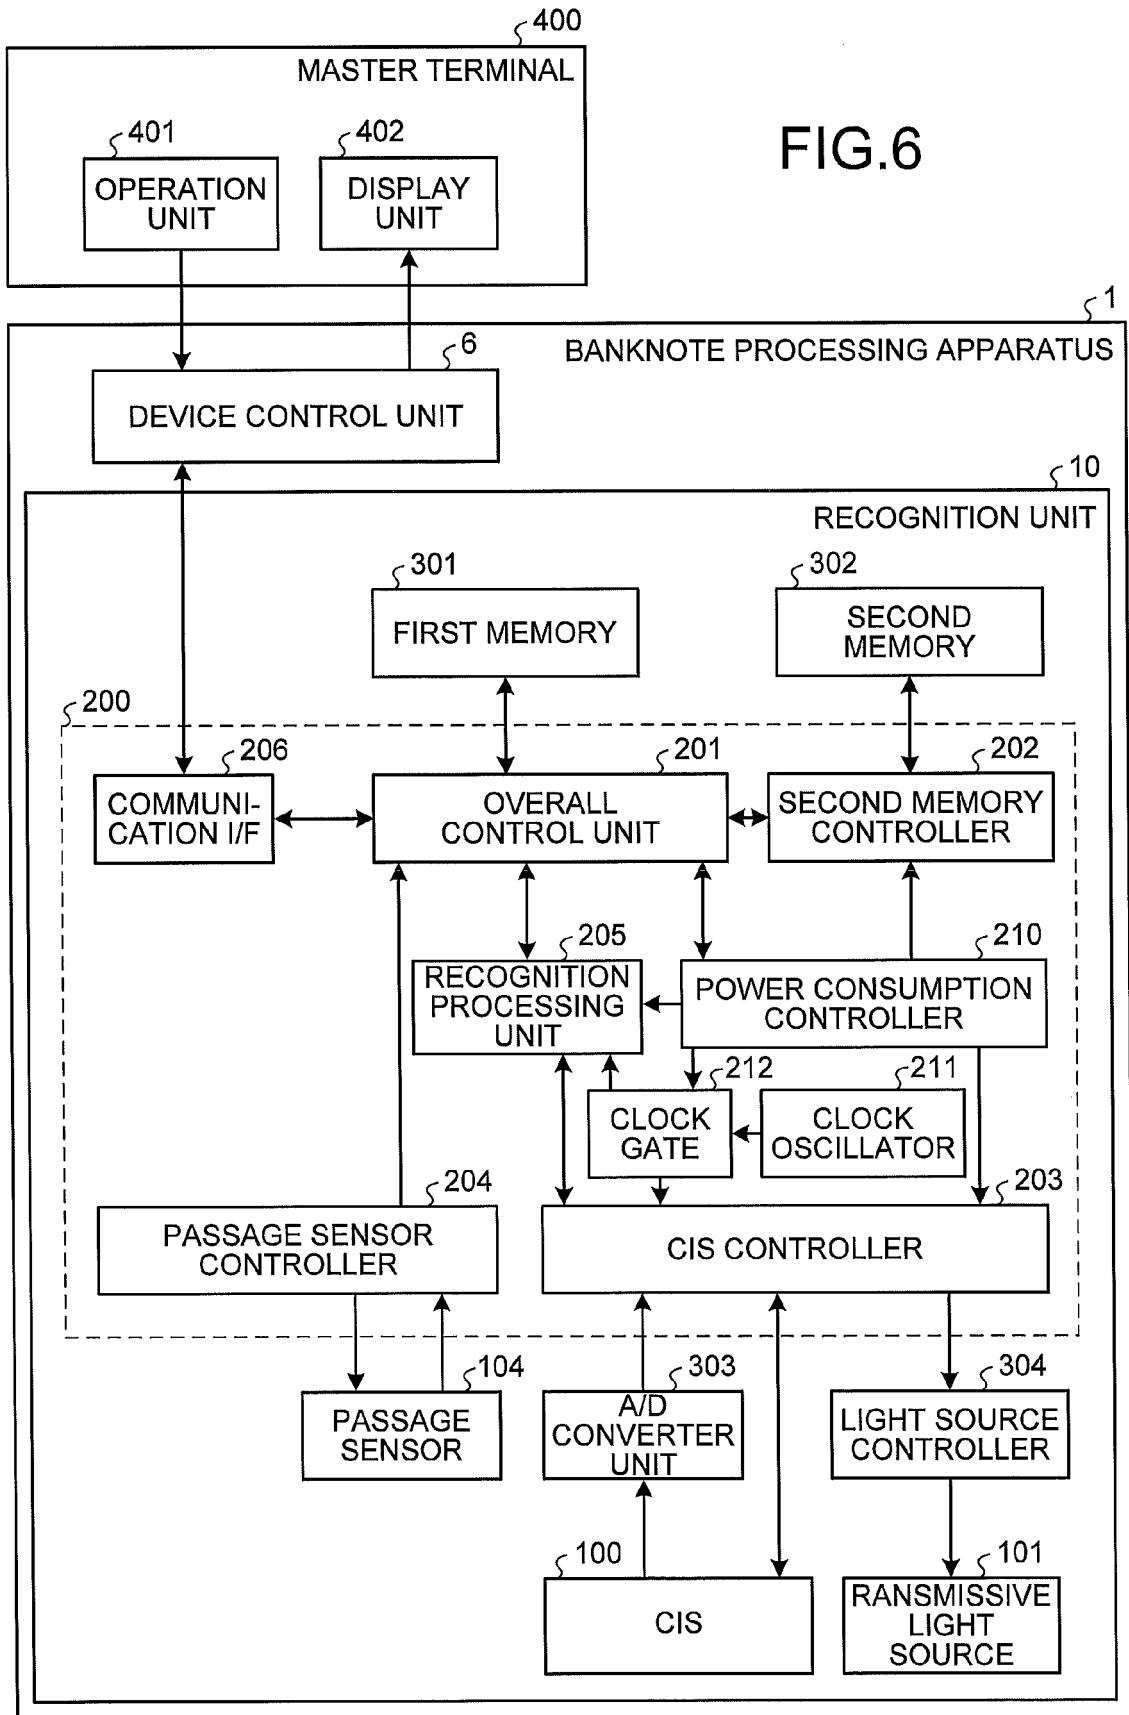 400
MASTER TERMINAL
401
402
FIG.6
OPERATION
UNIT
DISPLAY
UNIT
1
BANKNOTE PROCESSING APPARATUS
6
DEVICE CONTROL UNIT
10
RECOGNITION UNIT
301
302
FIRST MEMORY
SECOND
MEMORY
200
206
201
202
COMMUNI-
CATION I/F
OVERALL
CONTROL UNIT
SECOND MEMORY
CONTROLLER
205
210
RECOGNITION
PROCESSING
UNIT
POWER CONSUMPTION
CONTROLLER
212
211
CLOCK
GATE
CLOCK
OSCILLATOR
204
203
PASSAGE SENSOR
CONTROLLER
CIS CONTROLLER
104
303
304
PASSAGE
SENSOR
A/D
CONVERTER
UNIT
LIGHT SOURCE
CONTROLLER
100
101
CIS
RANSMISSIVE
LIGHT
SOURCE